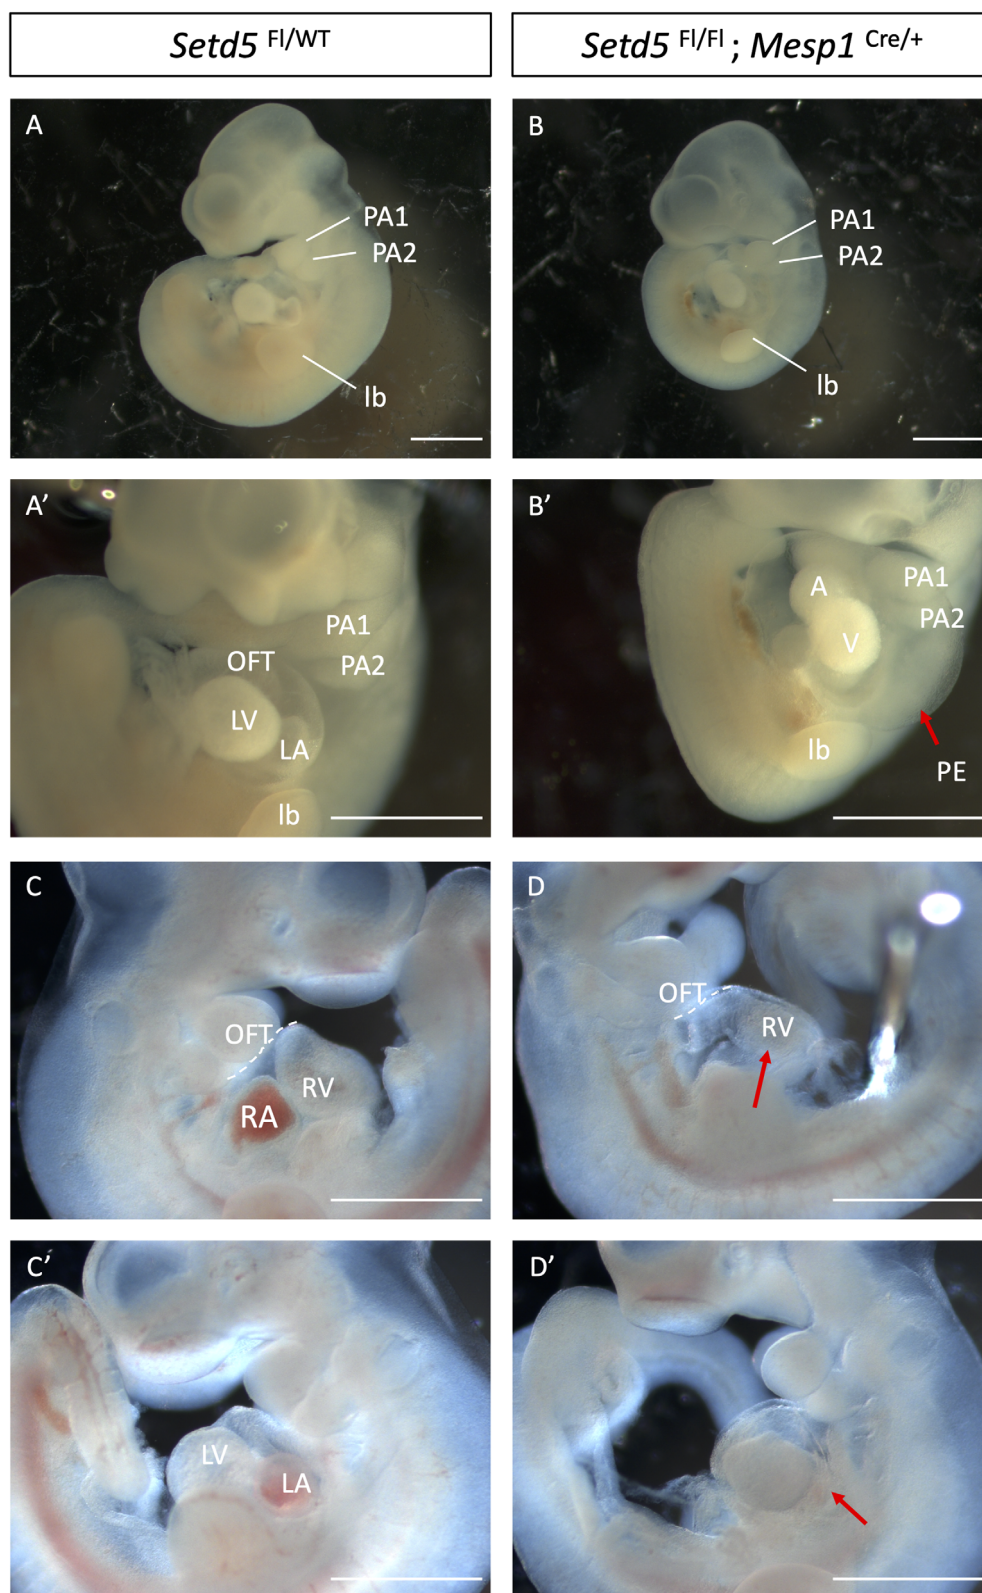 Setd5 Fl/WT
Setd5 Fl/Fl ; Mesp1 Cre/+
A
PA1
PA2
lb
B
PA1
PA2
lb
A’
PA1
PA2
OFT
LV
LA
lb
B’
A
PA1
PA2
V
lb
PE
C
OFT
RV
RA
D
OFT
RV
C’
LV
LA
D’